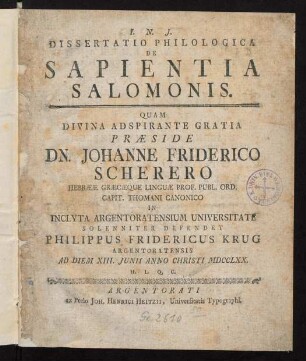 I. N. J.
DISSERTATIO PHILOLOGICA
DE
SAPIENTIA
SALOMONIS.
QUAM
DIVINA ADSPIRANTE GRATIA
PRÆSIDE
DN. JOHANNE FRIDERICO
SCHERERO
HEBRÆÆ GRÆCÆQUE LINGUÆ PROF. PUBL. ORD.
CAPIT. THOMANI CANONICO
IN
INCLYTA ARGENTORATENSIUM UNIVERSITATE
SOLENNITER DEFENDET
PHILIPPUS FRIDERICUS KRUG
ARGENTORATENSIS
AD DIEM XIII. JUNII ANNO CHRISTI MDCCLXX.
H. L. Q. C.
ARGENTORATI
ex Prelo JOH. HENRICI HEITZII, Universitatis Typographi.